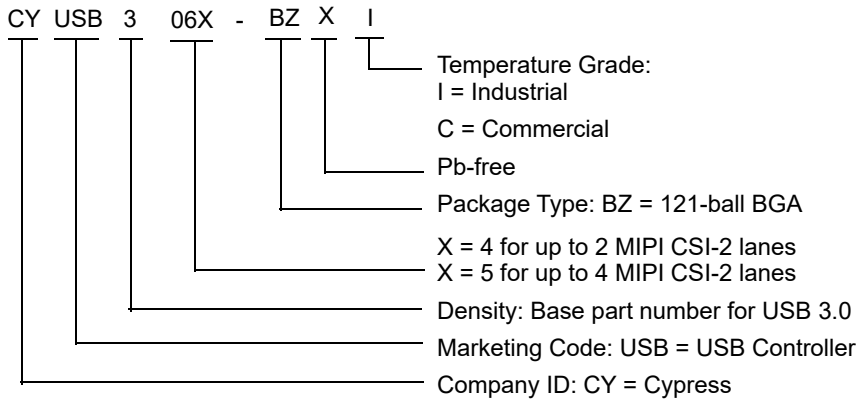 CY USB 3 06X - BZ X I
Temperature Grade:
I = Industrial
C = Commercial
Pb-free
Package Type: BZ = 121-ball BGA
X = 4 for up to 2 MIPI CSI-2 lanes
X = 5 for up to 4 MIPI CSI-2 lanes
Density: Base part number for USB 3.0
Marketing Code: USB = USB Controller
Company ID: CY = Cypress